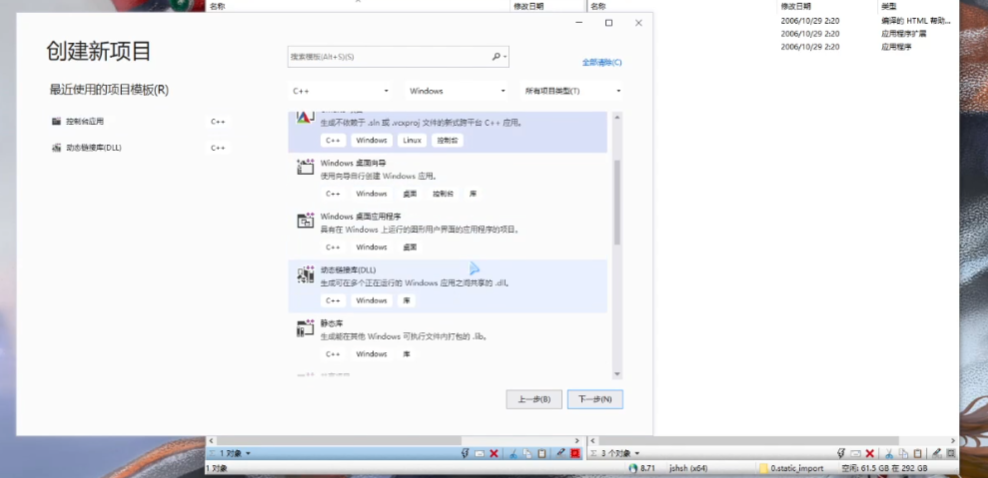 名称
修改日期
名称
修改日期
类型
2006/10/29 2:20
编译的 HTML 帮助...
2006/10/29 2:20
应用程序扩展
2006/10/29 2:20
应用程序
创建新项目
搜索模板(Alt+S)(S)
全部清除(C)
最近使用的项目模板(R)
C++
Windows
所有项目类型(T)
控制台应用
C++
动态链接库(DLL)
C++
生成不依赖于 .sln 或 .vcxproj 文件的新式跨平台 C++ 应用。
C++
Windows
Linux
控制台
Windows 桌面向导
使用向导自行创建 Windows 应用。
C++
Windows
桌面
控制台
库
Windows 桌面应用程序
具有在 Windows 上运行的图形用户界面的应用程序的项目。
C++
Windows
桌面
动态链接库(DLL)
生成可在多个正在运行的 Windows 应用之间共享的 .dll。
C++
Windows
库
静态库
生成能在其他 Windows 可执行文件内打包的 .lib。
C++
Windows
库
上一步(B)
下一步(N)
1 对象
3 个对象
1对象
8.71
jshsh (x64)
0.static_import
空闲: 61.5 GB 在 292 GB